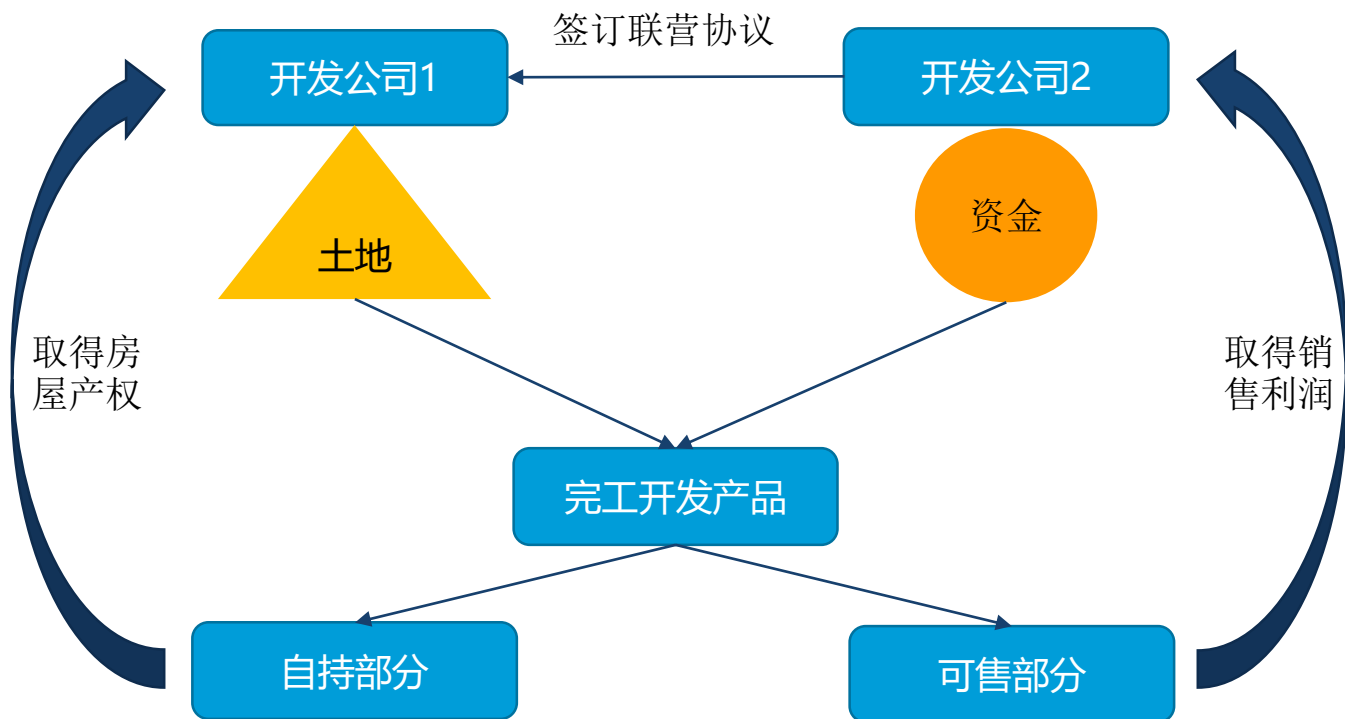 签订联营协议
开发公司1
开发公司2
土地
资金
取得房
屋产权
取得销
售利润
完工开发产品
自持部分
可售部分